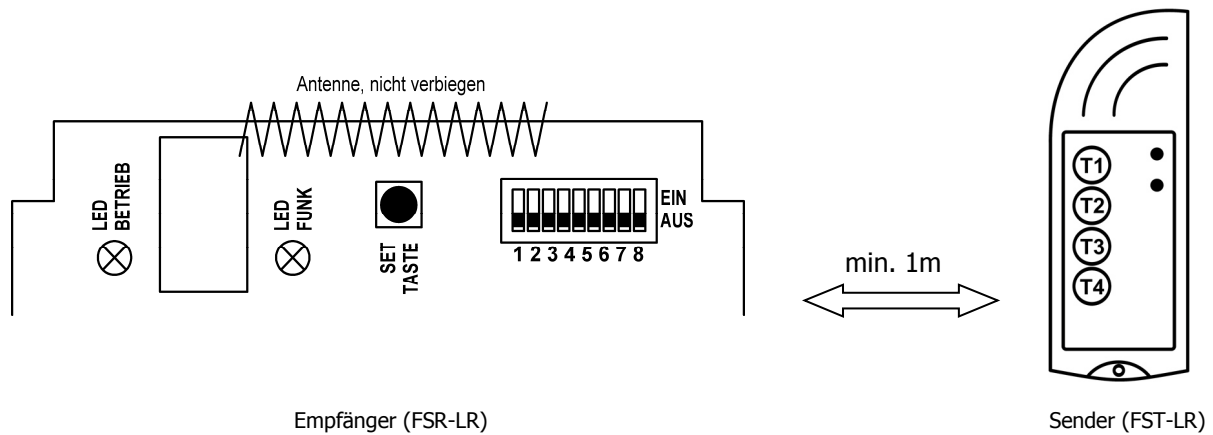 Antenne, nicht verbiegen
LED
BETRIEB
LED
FUNK
SET
TASTE
EIN
AUS
1 2 3 4 5 6 7 8
min. 1m
T1
T2
T3
T4
Empfänger (FSR-LR)
Sender (FST-LR)